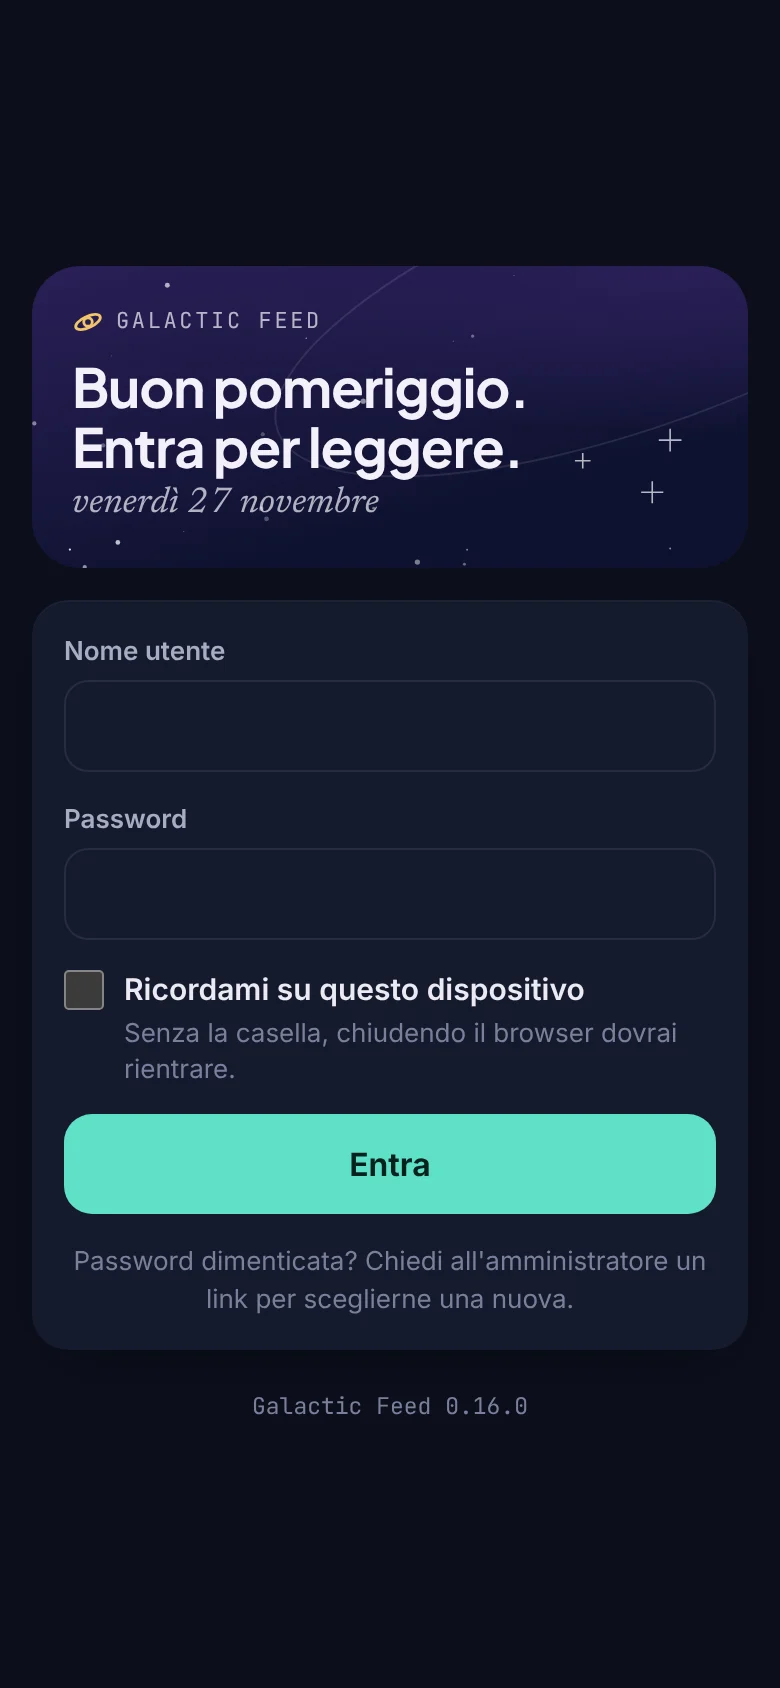 GALACTIC FEED
Buon pomeriggio.
Entra per leggere.
venerdì 27 novembre
Nome utente
Password
Ricordami su questo dispositivo
Senza la casella, chiudendo il browser dovrai
rientrare.
Entra
Password dimenticata? Chiedi all'amministratore un
link per sceglierne una nuova.
Galactic Feed 0.16.0